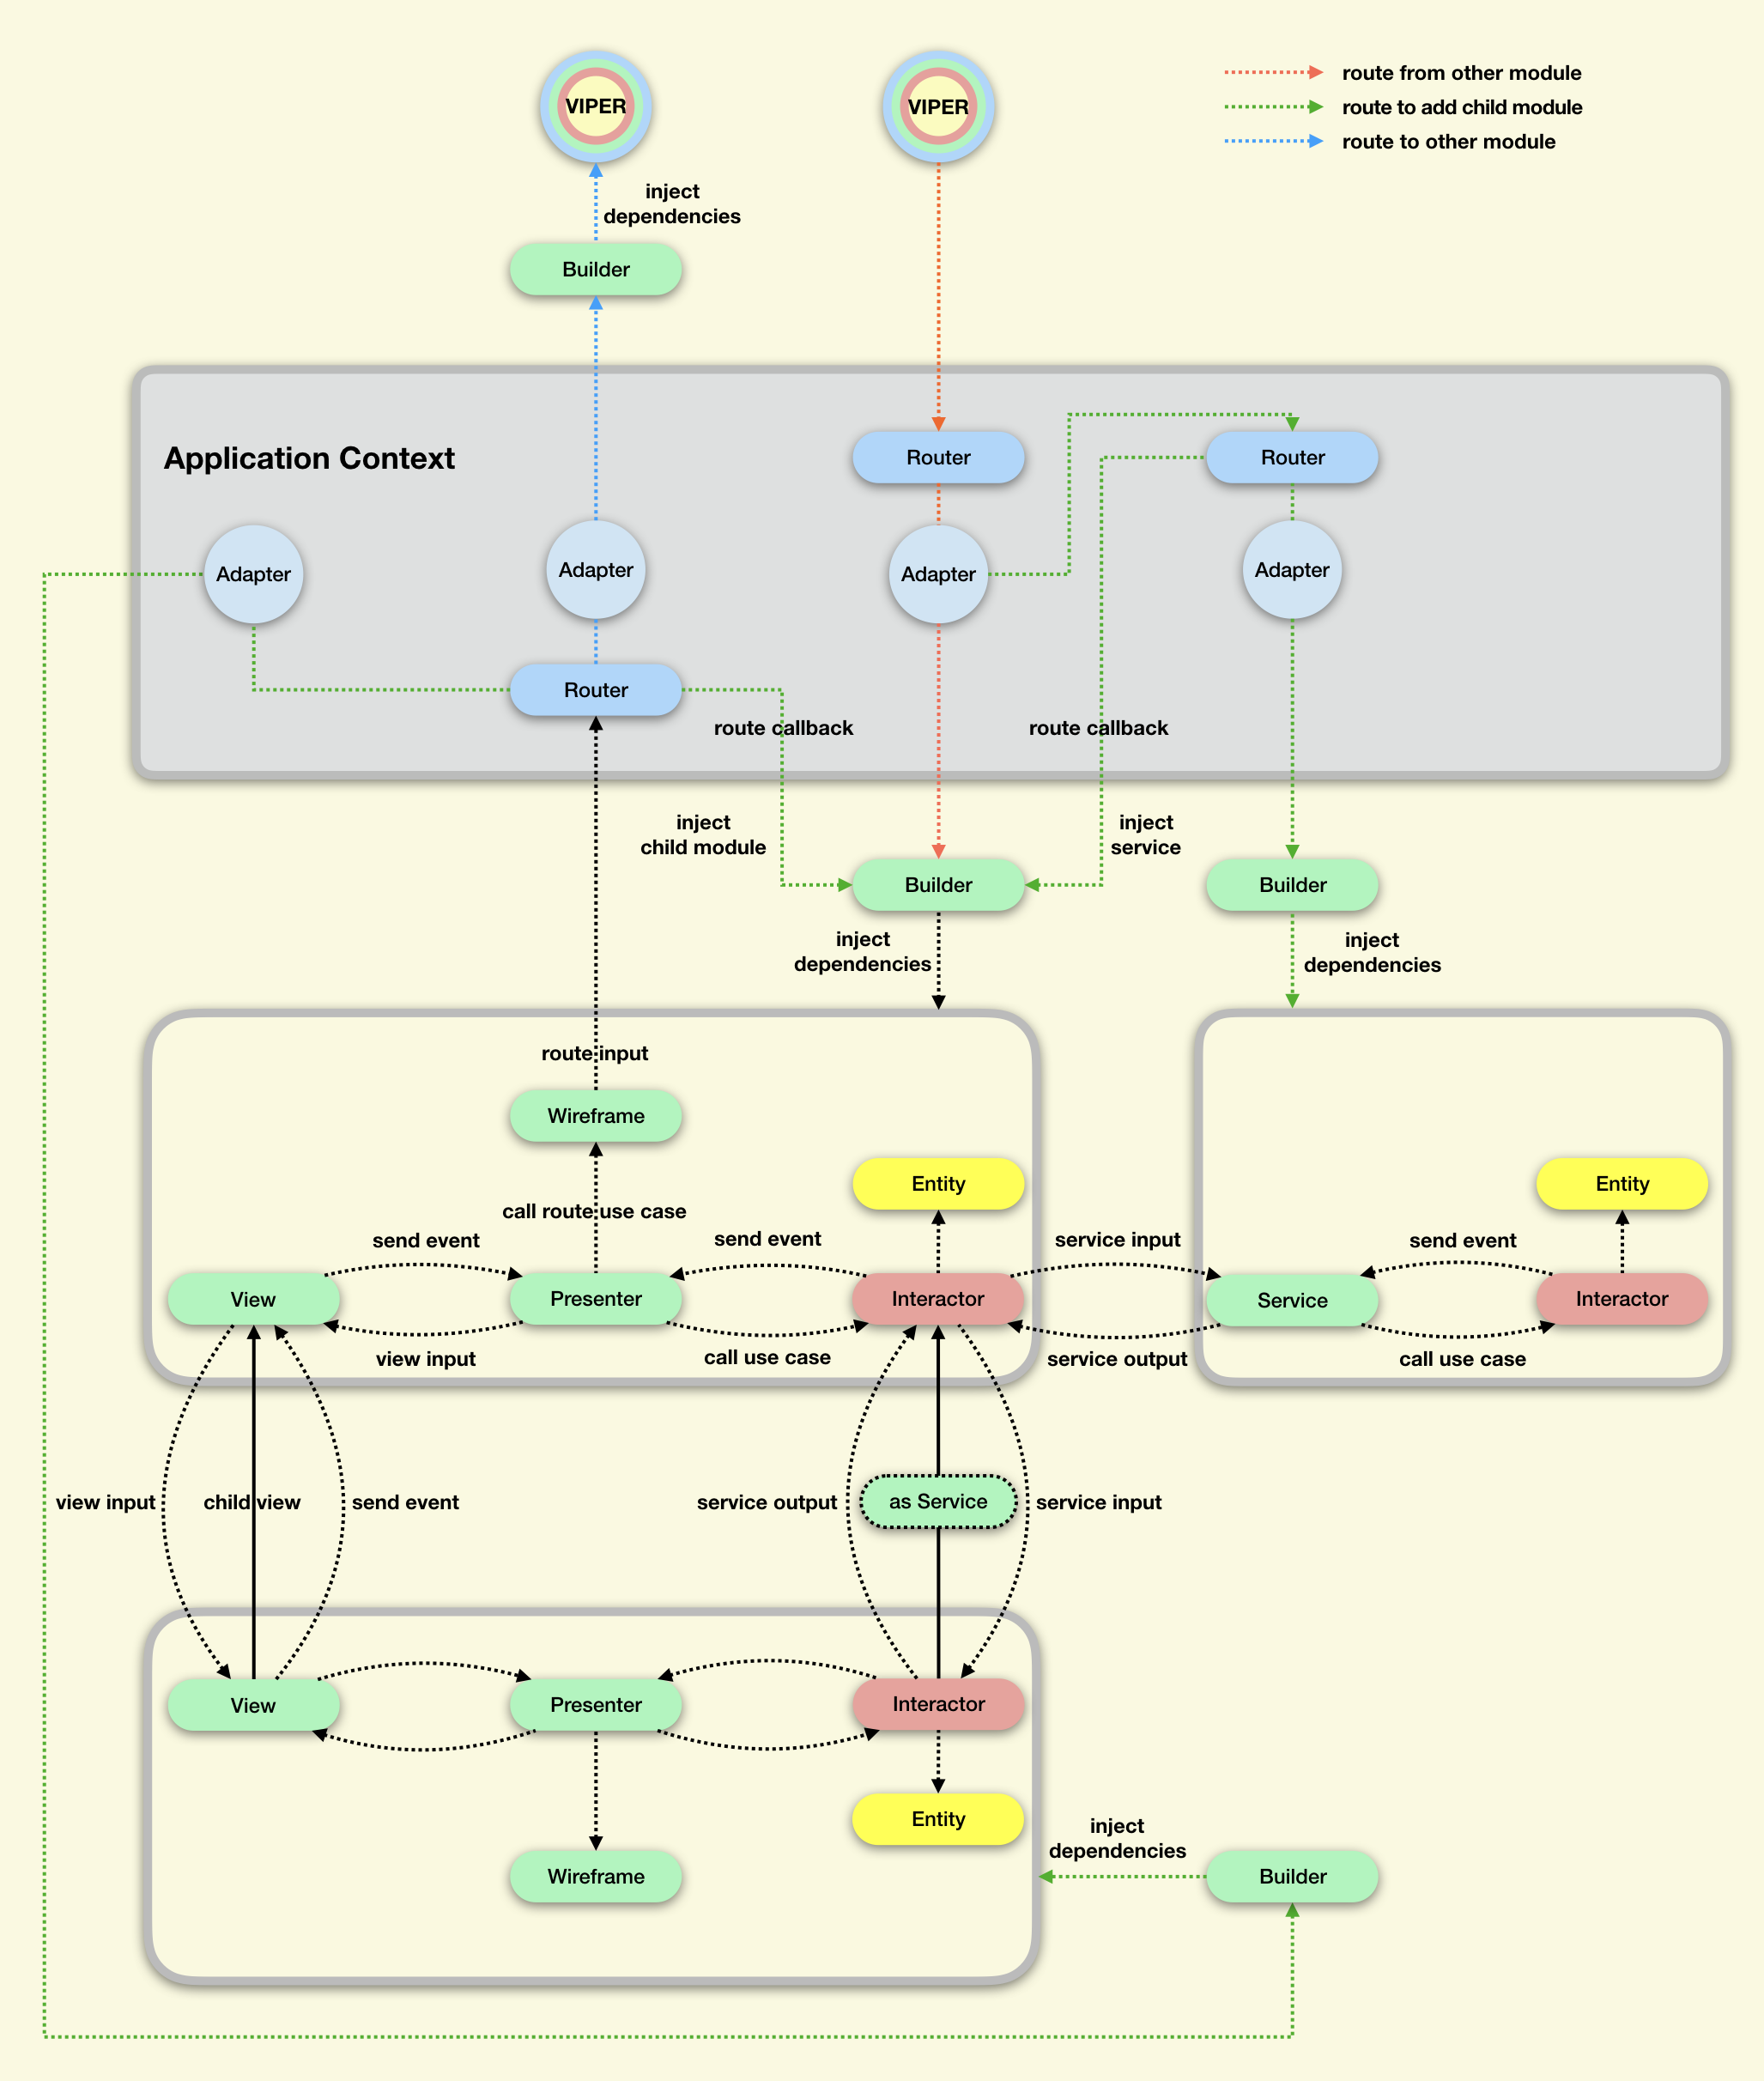 VIPER
VIPER
route from other module
route to add child module
route to other module
inject
dependencies
Builder
Application Context
Router
Router
Adapter
Adapter
Adapter
Adapter
Router
route callback
route callback
inject
child module
inject
service
Builder
Builder
inject
dependencies
inject
dependencies
route input
Wireframe
Entity
Entity
call route use case
send event
send event
service input
send event
View
Presenter
Interactor
Service
Interactor
view input
call use case
service output
call use case
view input
child view
send event
service output
as Service
service input
View
Presenter
Interactor
Entity
inject
dependencies
Wireframe
Builder